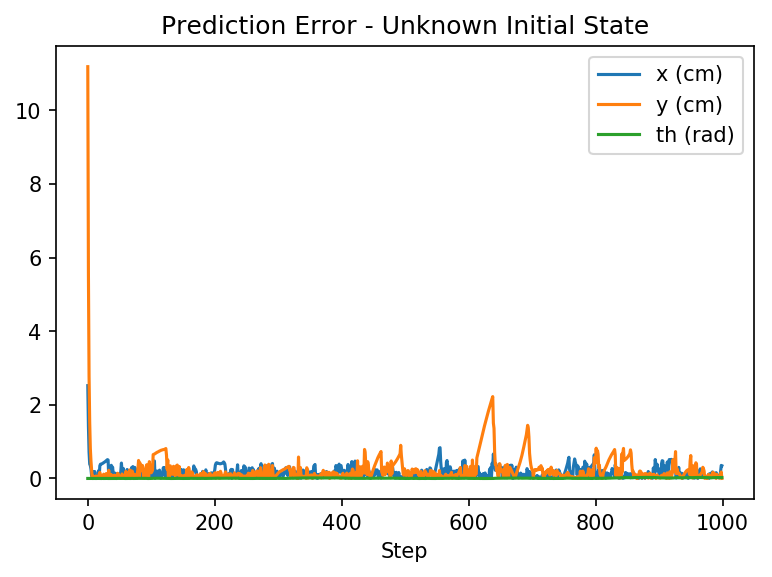 Prediction Error - Unknown Initial State
x (cm)
y (cm)
th (rad)
10
8
6
4
2
0
0 200 400 600 800 1000
Step